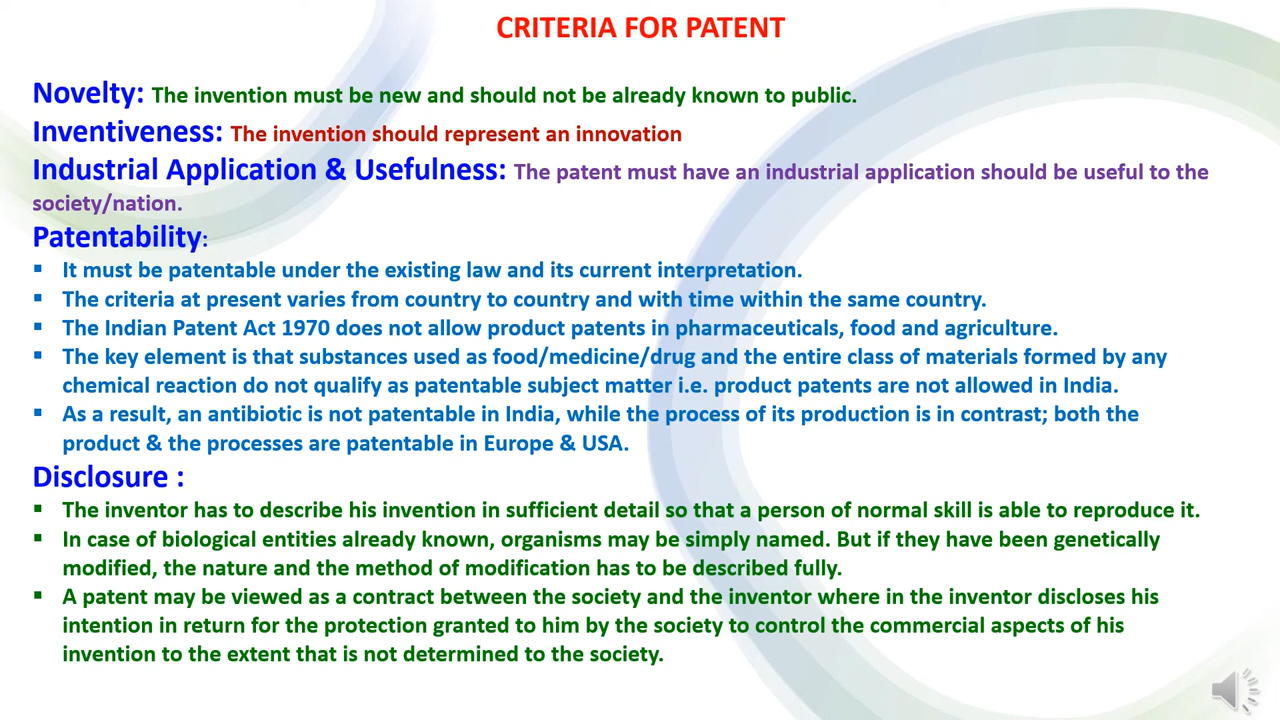 CRITERIA FOR PATENT
Novelty: The invention must be new and should not be already known to public.
Inventiveness: The invention should represent an innovation
Industrial Application & Usefulness: The patent must have an industrial application should be useful to the
society/nation.
Patentability:
▪ It must be patentable under the existing law and its current interpretation.
▪ The criteria at present varies from country to country and with time within the same country.
▪ The Indian Patent Act 1970 does not allow product patents in pharmaceuticals, food and agriculture.
▪ The key element is that substances used as food/medicine/drug and the entire class of materials formed by any
chemical reaction do not qualify as patentable subject matter i.e. product patents are not allowed in India.
▪ As a result, an antibiotic is not patentable in India, while the process of its production is in contrast; both the
product & the processes are patentable in Europe & USA.
Disclosure :
▪ The inventor has to describe his invention in sufficient detail so that a person of normal skill is able to reproduce it.
▪ In case of biological entities already known, organisms may be simply named. But if they have been genetically
modified, the nature and the method of modification has to be described fully.
▪ A patent may be viewed as a contract between the society and the inventor where in the inventor discloses his
intention in return for the protection granted to him by the society to control the commercial aspects of his
invention to the extent that is not determined to the society.